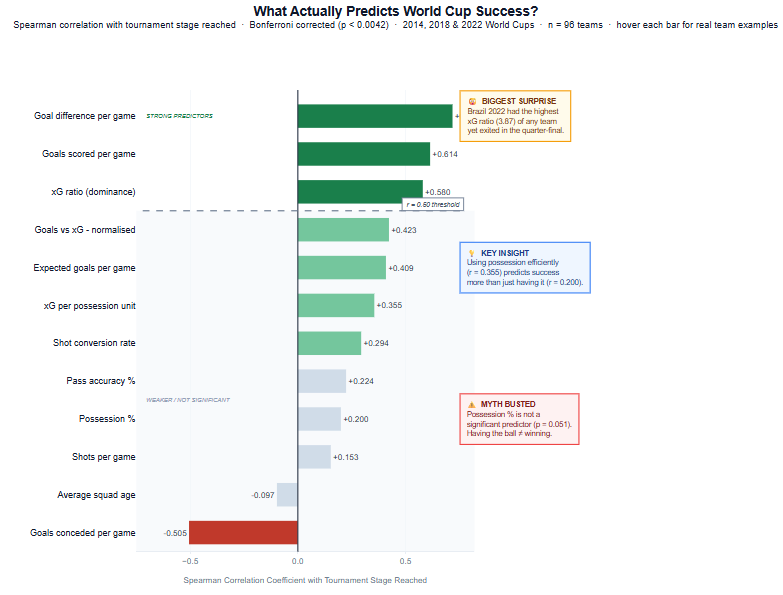 What Actually Predicts World Cup Success?
Spearman correlation with tournament stage reached · Bonferroni corrected (p < 0.0042) · 2014, 2018 & 2022 World Cups · n = 96 teams · hover each bar for real team examples
Goal difference per game
STRONG PREDICTORS
+
BIGGEST SURPRISE
Brazil 2022 had the highest
xG ratio (3.87) of any team
yet exited in the quarter-final.
Goals scored per game
+0.614
xG ratio (dominance)
+0.580
r = 0.50 threshold
Goals vs xG - normalised
+0.423
Expected goals per game
+0.409
KEY INSIGHT
Using possession efficiently
(r = 0.355) predicts success
more than just having it (r = 0.200).
xG per possession unit
+0.355
Shot conversion rate
+0.294
Pass accuracy %
+0.224
WEAKER / NOT SIGNIFICANT
Possession %
+0.200
MYTH BUSTED
Possession % is not a
significant predictor (p = 0.051).
Having the ball ≠ winning.
Shots per game
+0.153
Average squad age
-0.097
Goals conceded per game
-0.505
−0.5
0.0
0.5
Spearman Correlation Coefficient with Tournament Stage Reached